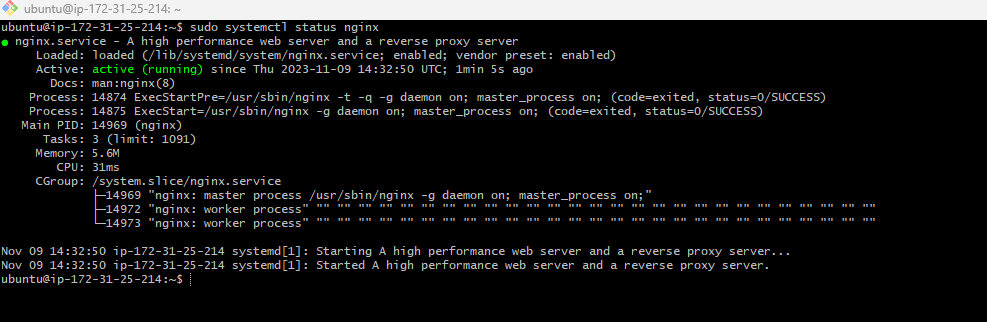 ubuntu@ip-172-31-25-214: ~
ubuntu@ip-172-31-25-214:~$ sudo systemctl status nginx
● nginx.service - A high performance web server and a reverse proxy server
Loaded: loaded (/lib/systemd/system/nginx.service; enabled; vendor preset: enabled)
Active: active (running) since Thu 2023-11-09 14:32:50 UTC; 1min 5s ago
Docs: man:nginx(8)
Process: 14874 ExecStartPre=/usr/sbin/nginx -t -q -g daemon on; master_process on; (code=exited, status=0/SUCCESS)
Process: 14875 ExecStart=/usr/sbin/nginx -g daemon on; master_process on; (code=exited, status=0/SUCCESS)
Main PID: 14969 (nginx)
Tasks: 3 (limit: 1091)
Memory: 5.6M
CPU: 31ms
CGroup: /system.slice/nginx.service
├─14969 "nginx: master process /usr/sbin/nginx -g daemon on; master_process on;"
├─14972 "nginx: worker process" "" "" "" "" "" "" "" "" "" "" "" "" "" "" "" "" "" "" "" "" "" "" "" "" "" "" ""
└─14973 "nginx: worker process" "" "" "" "" "" "" "" "" "" "" "" "" "" "" "" "" "" "" "" "" "" "" "" "" "" "" ""
Nov 09 14:32:50 ip-172-31-25-214 systemd[1]: Starting A high performance web server and a reverse proxy server...
Nov 09 14:32:50 ip-172-31-25-214 systemd[1]: Started A high performance web server and a reverse proxy server.
ubuntu@ip-172-31-25-214:~$